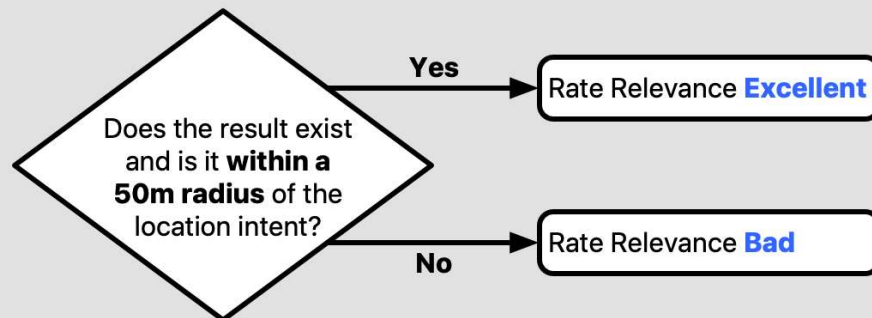 Does the result exist
and is it within a
50m radius of the
location intent?
Yes
Rate Relevance Excellent
No
Rate Relevance Bad